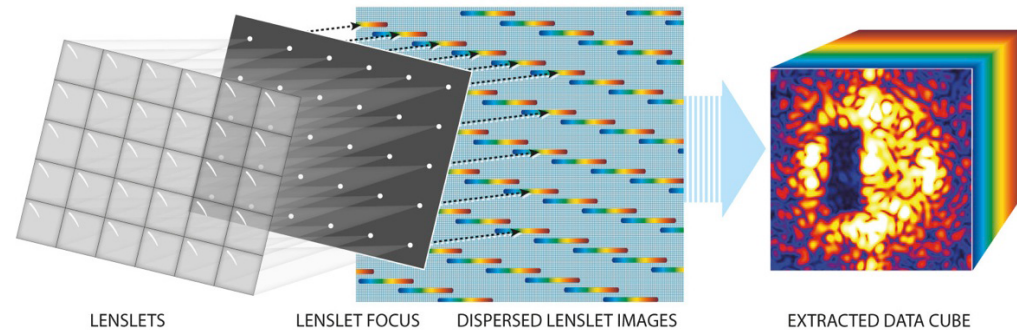 LENSLETS
LENSLET FOCUS
DISPERSED LENSLET IMAGES
EXTRACTED DATA CUBE